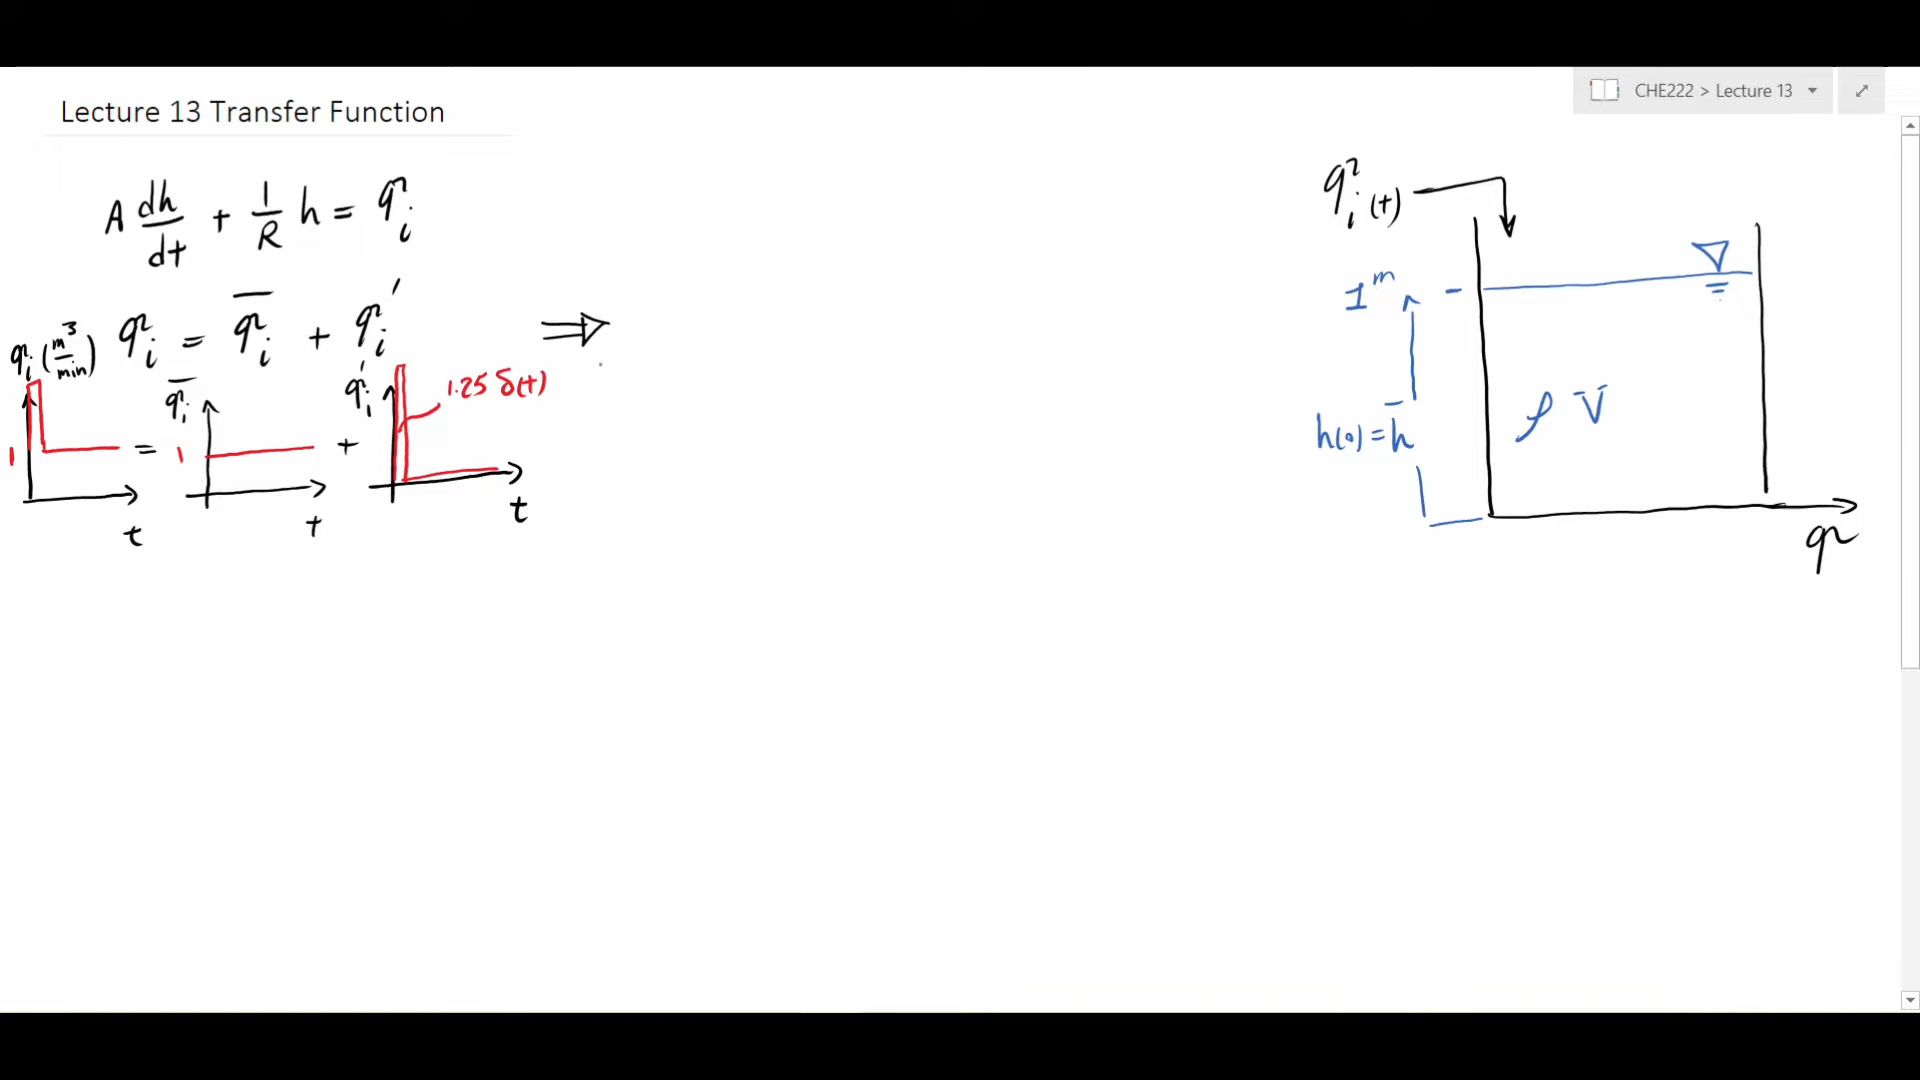 CHE222 > Lecture 13
Lecture 13 Transfer Function
A dh/dt + 1/R h = qᵢ
qᵢ = q̄ᵢ + qᵢ′ ⇒
qᵢ (m³/min)
q̄ᵢ
qᵢ′
1.25 δ(t)
1 = 1 +
t
t
t
qᵢ(t)
1 m
h(0) = h̄
ρ V̄
q